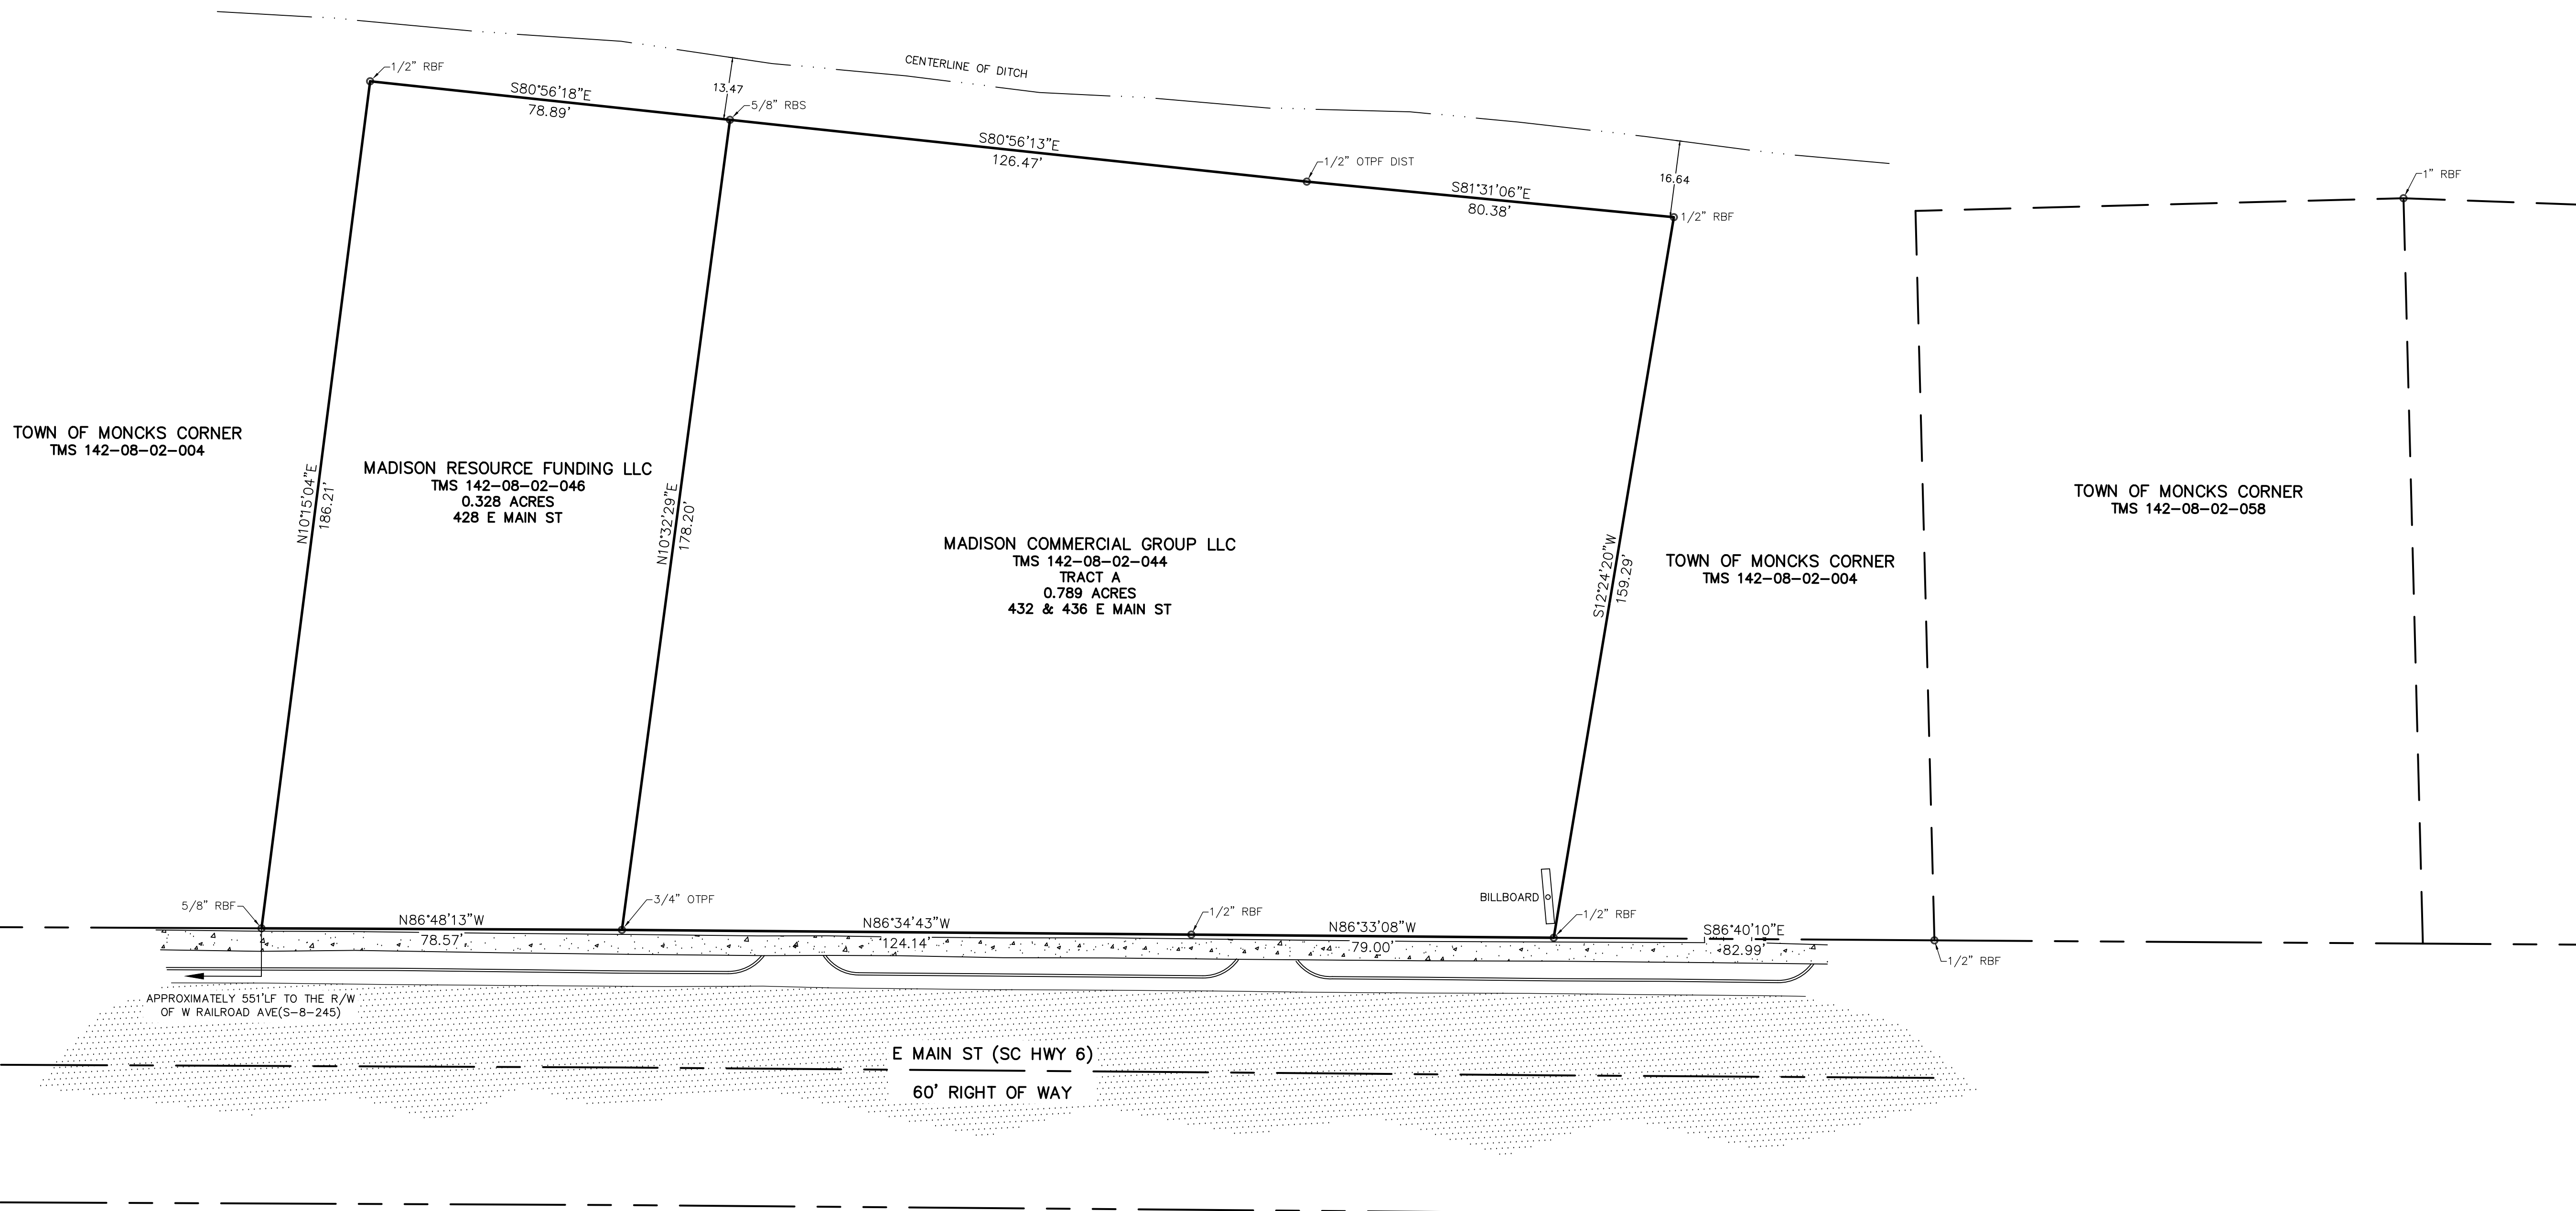 CENTERLINE OF DITCH
1/2" RBF
S80°56'18"E
78.89'
13.47
5/8" RBS
S80°56'13"E
126.47'
1/2" OTPF DIST
S81°31'06"E
80.38'
16.64
1/2" RBF
1" RBF
TOWN OF MONCKS CORNER
TMS 142-08-02-004
N10°15'04"E
186.21'
MADISON RESOURCE FUNDING LLC
TMS 142-08-02-046
0.328 ACRES
428 E MAIN ST
N10°32'29"E
178.20'
MADISON COMMERCIAL GROUP LLC
TMS 142-08-02-044
TRACT A
0.789 ACRES
432 & 436 E MAIN ST
S12°24'20"W
159.29'
TOWN OF MONCKS CORNER
TMS 142-08-02-004
TOWN OF MONCKS CORNER
TMS 142-08-02-058
5/8" RBF
N86°48'13"W
78.57'
3/4" OTPF
N86°34'43"W
124.14'
1/2" RBF
N86°33'08"W
79.00'
BILLBOARD
1/2" RBF
S86°40'10"E
82.99'
1/2" RBF
APPROXIMATELY 551'LF TO THE R/W
OF W RAILROAD AVE(S-8-245)
E MAIN ST (SC HWY 6)
60' RIGHT OF WAY